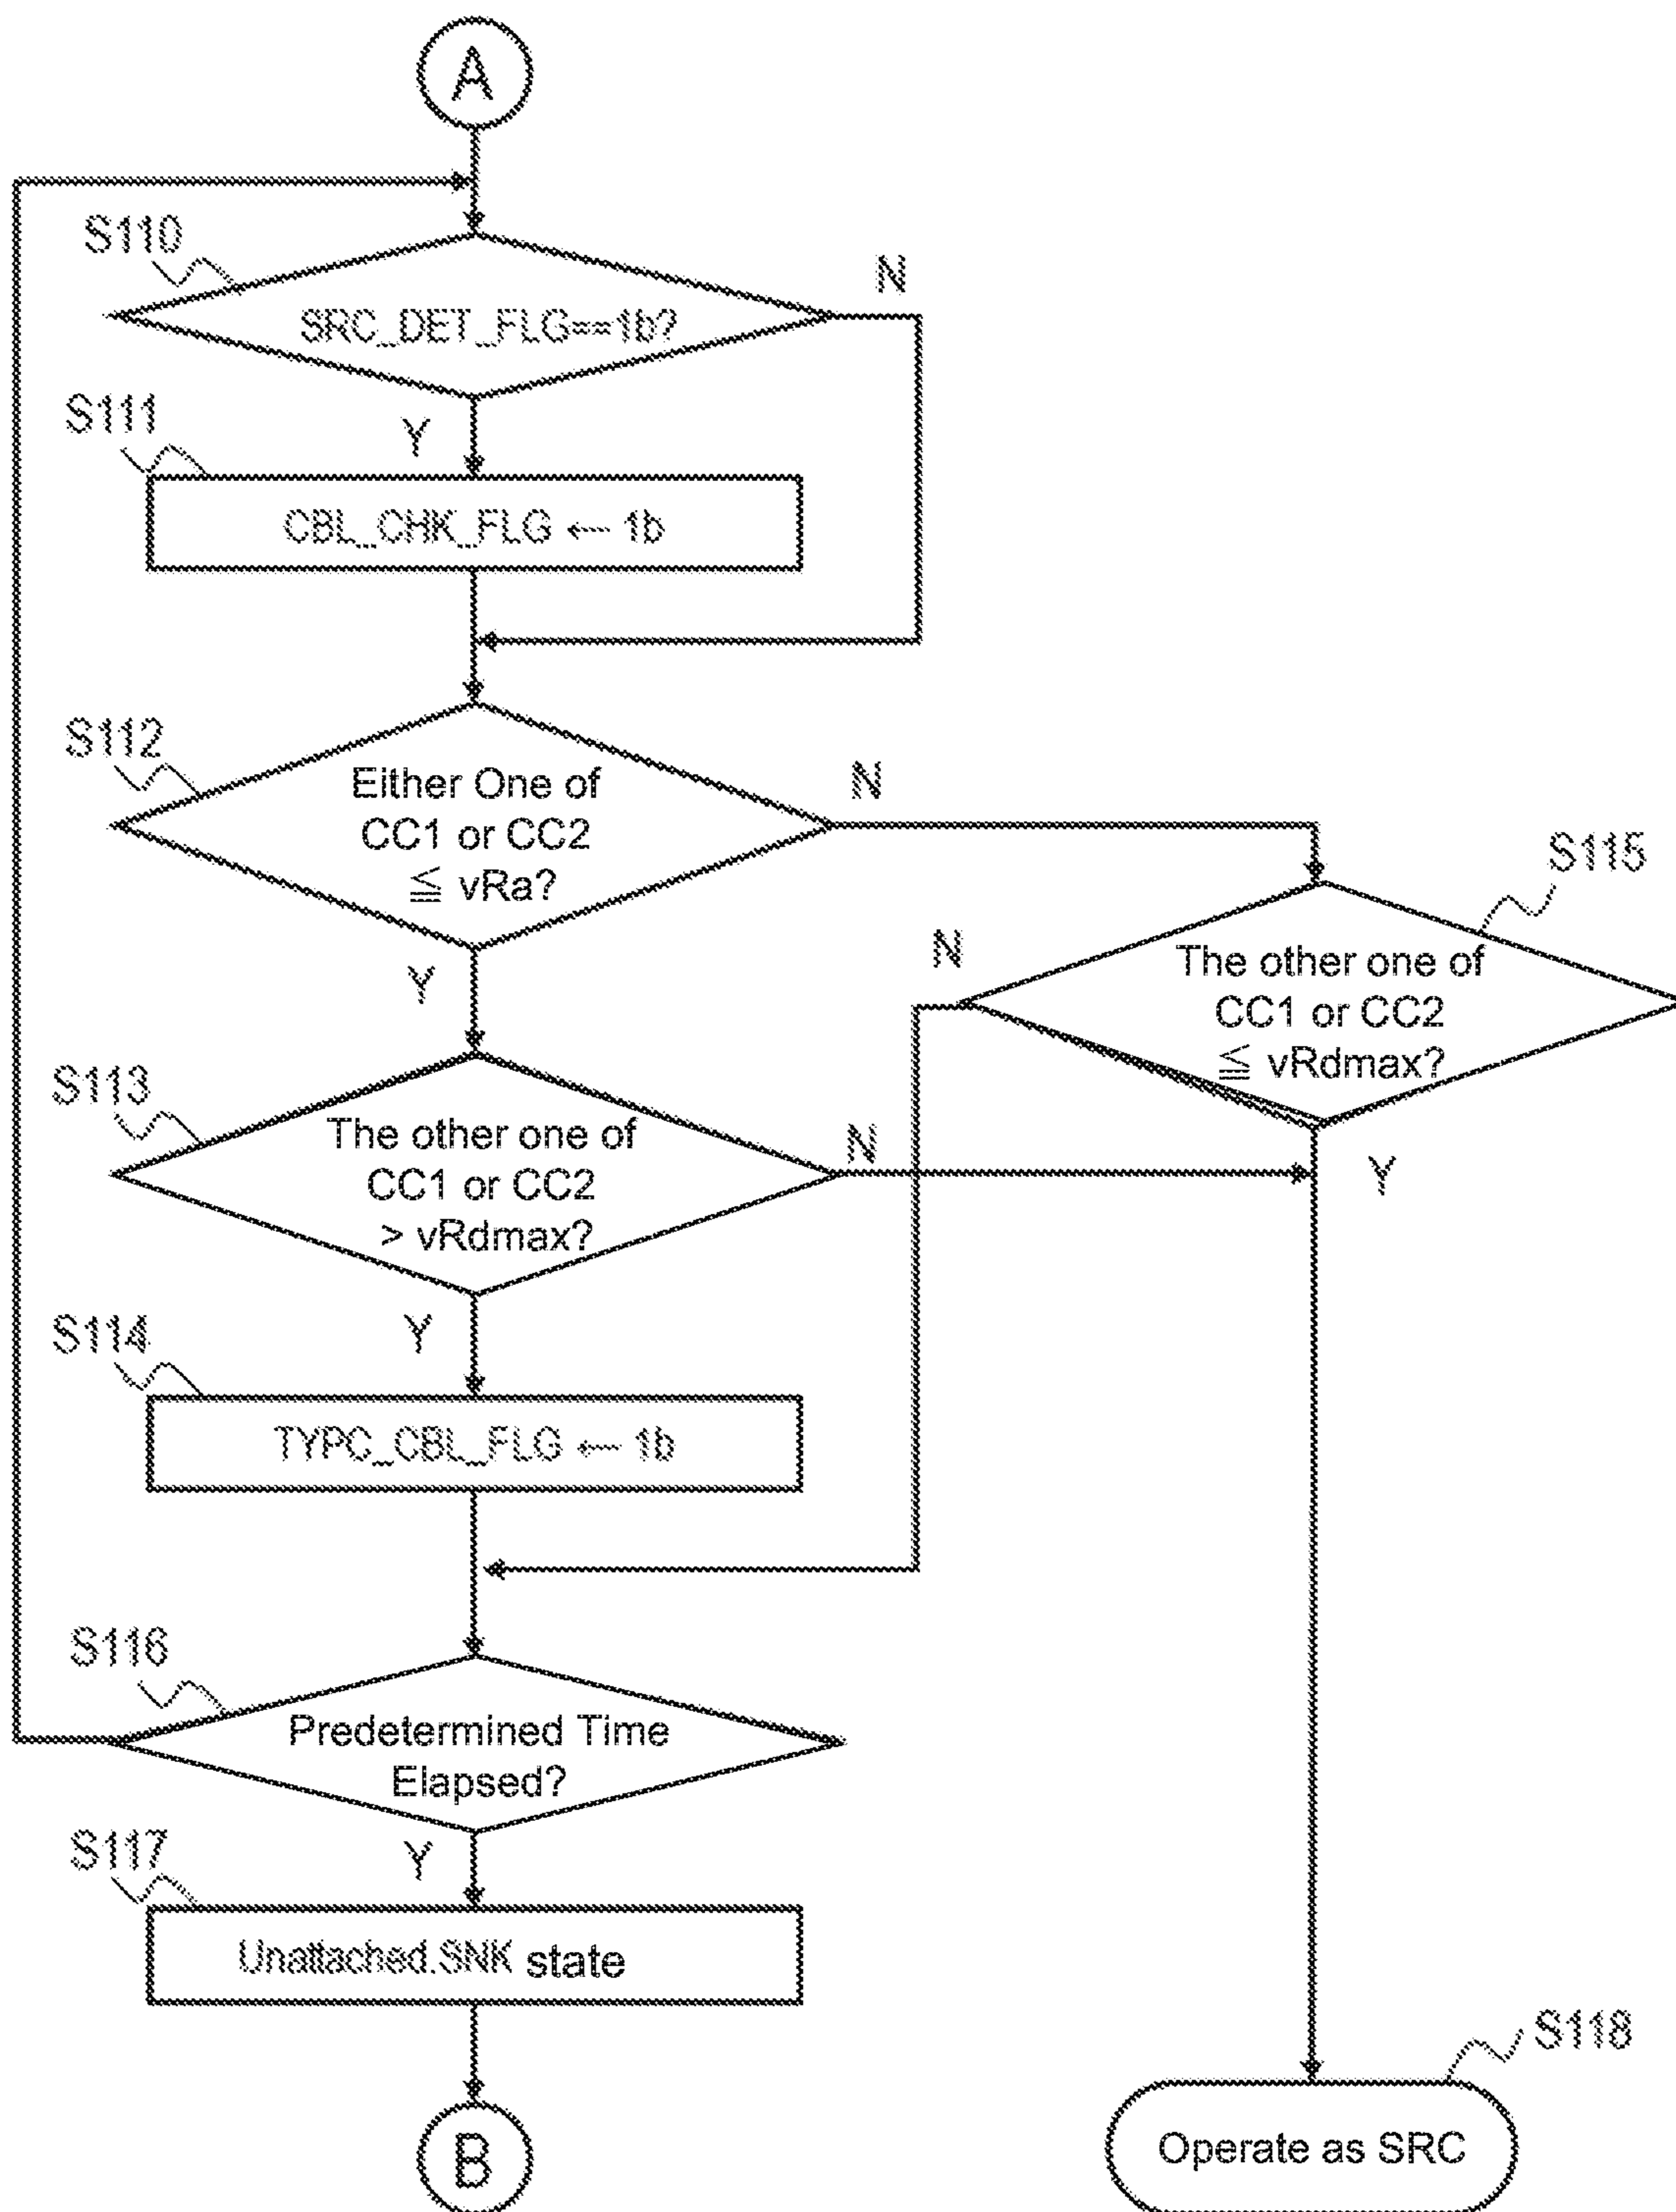 A
S110
SRC_DET_FLG==1b?
N
Y
S111
CBL_CHK_FLG ← 1b
S112
Either One of
CC1 or CC2
≦ vRa?
N
Y
S115
The other one of
CC1 or CC2
≦ vRdmax?
N
Y
S113
The other one of
CC1 or CC2
> vRdmax?
N
Y
S114
TYPC_CBL_FLG ← 1b
S116
Predetermined Time
Elapsed?
Y
S117
Unattached.SNK state
B
S118
Operate as SRC